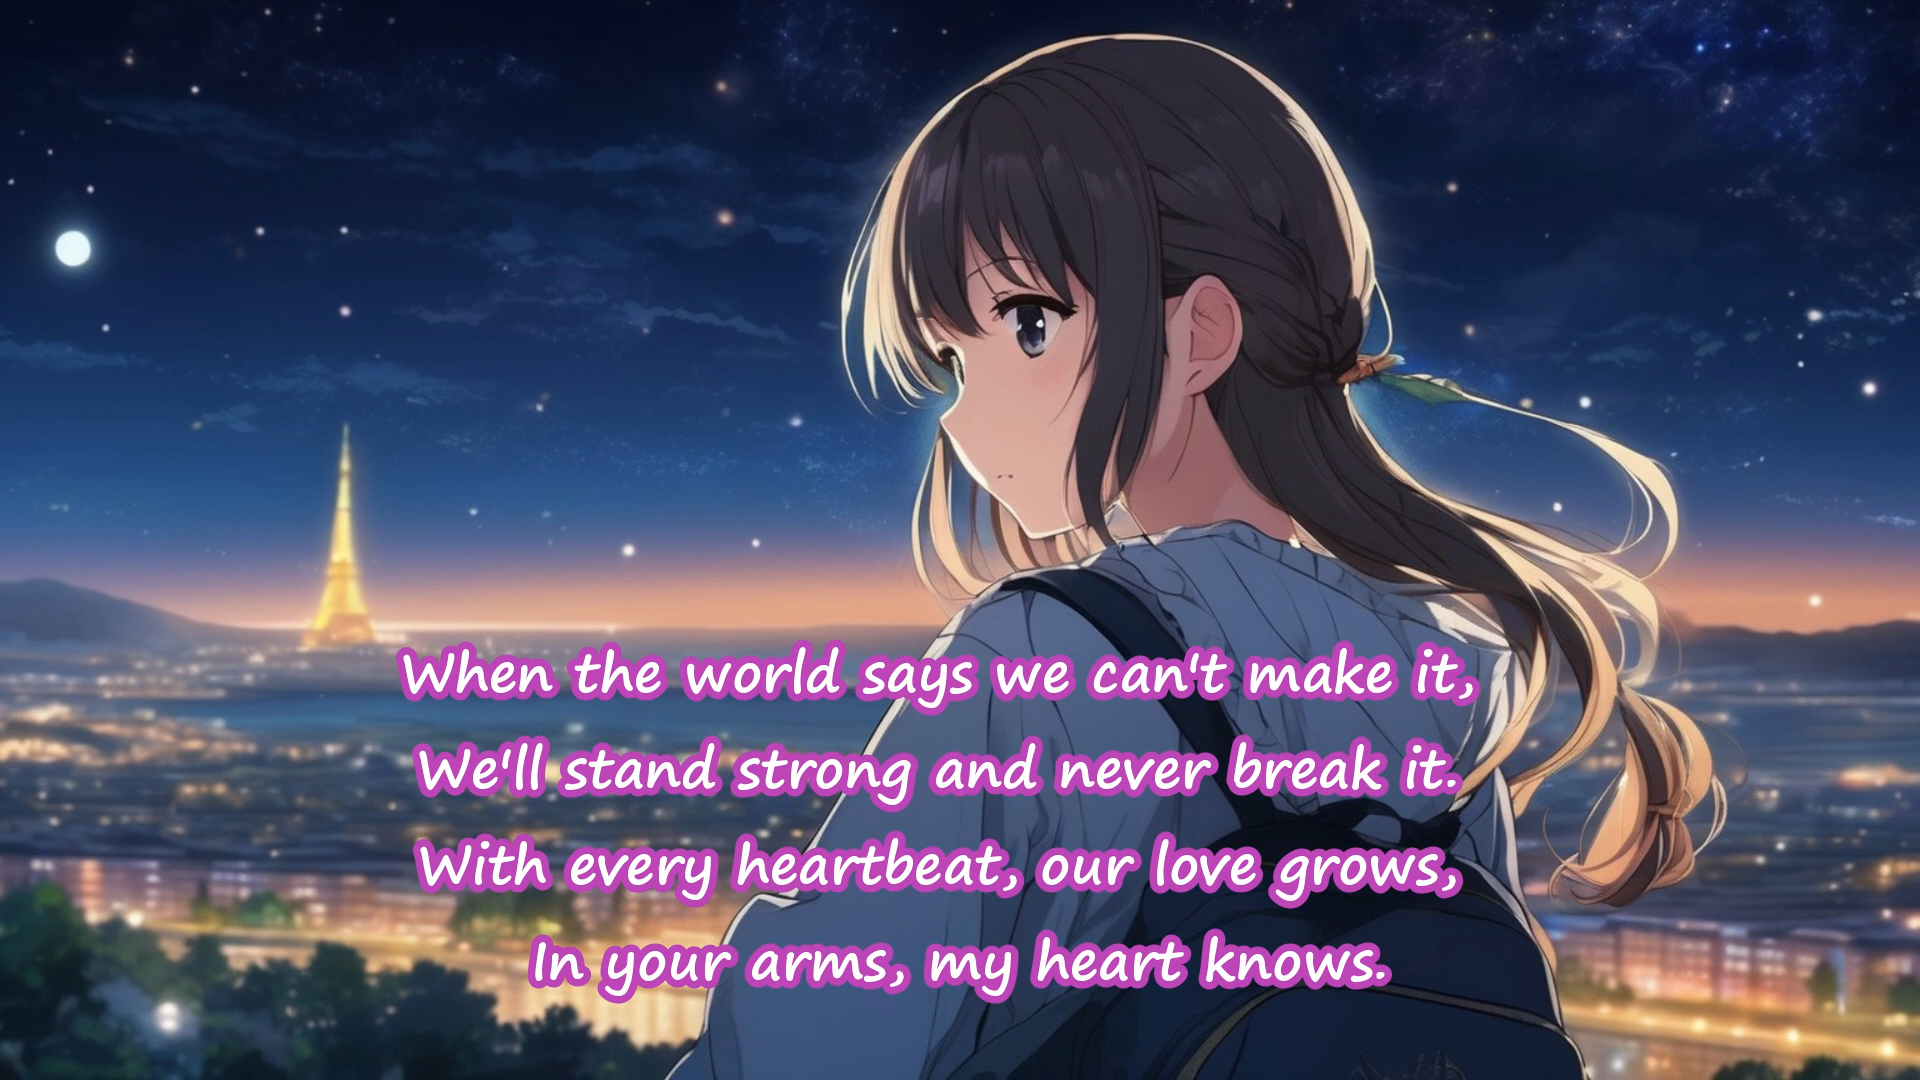 When the world says we can't make it,
We'll stand strong and never break it.
With every heartbeat, our love grows,
In your arms, my heart knows.